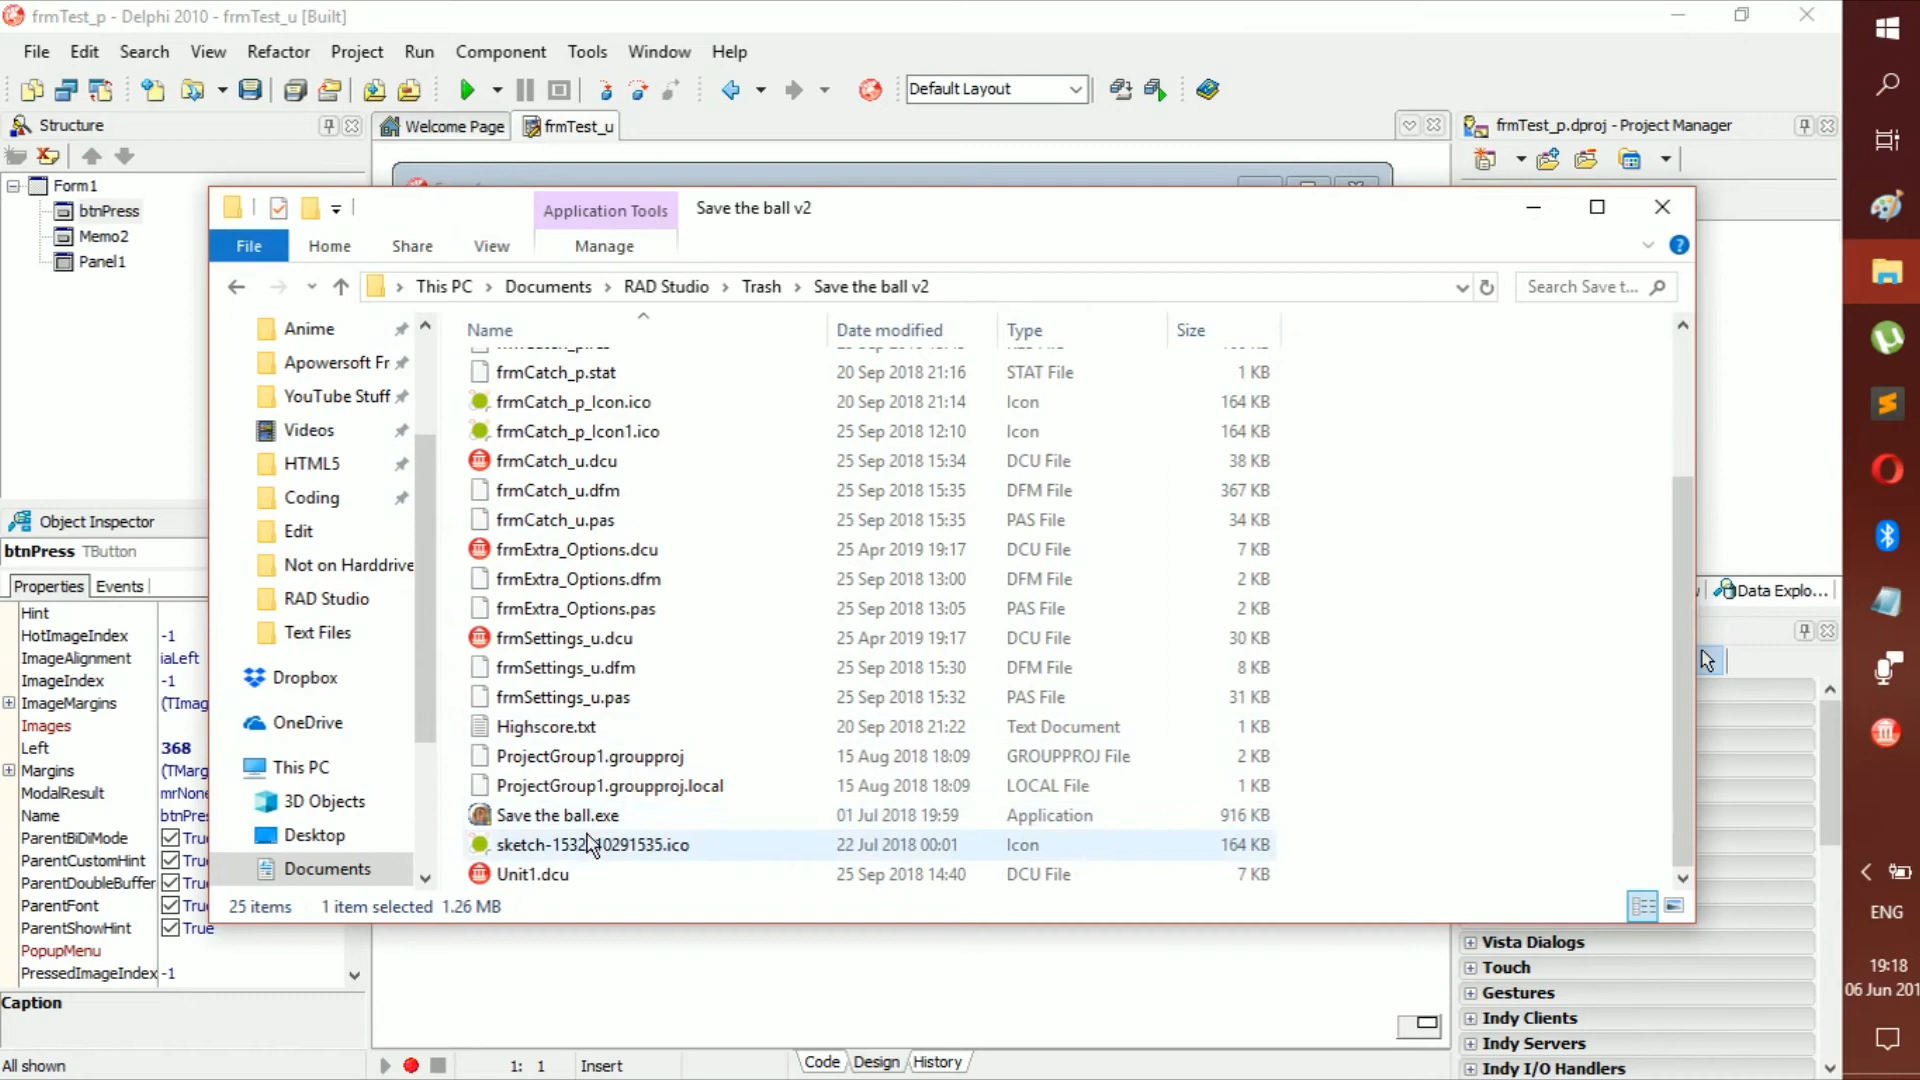 frmTest_p - Delphi 2010 - frmTest_u [Built]
File Edit Search View Refactor Project Run Component Tools Window Help
Default Layout
Structure
Welcome Page
frmTest_u
frmTest_p.dproj - Project Manager
Form1
btnPress
Memo2
Panel1
Application Tools
Save the ball v2
File Home Share View Manage
This PC Documents RAD Studio Trash Save the ball v2
Search Save t...
Name Date modified Type Size
frmCatch_p.stat 20 Sep 2018 21:16 STAT File 1 KB
frmCatch_p_Icon.ico 20 Sep 2018 21:14 Icon 164 KB
frmCatch_p_Icon1.ico 25 Sep 2018 12:10 Icon 164 KB
frmCatch_u.dcu 25 Sep 2018 15:34 DCU File 38 KB
frmCatch_u.dfm 25 Sep 2018 15:35 DFM File 367 KB
frmCatch_u.pas 25 Sep 2018 15:35 PAS File 34 KB
frmExtra_Options.dcu 25 Apr 2019 19:17 DCU File 7 KB
frmExtra_Options.dfm 25 Sep 2018 13:00 DFM File 2 KB
frmExtra_Options.pas 25 Sep 2018 13:05 PAS File 2 KB
frmSettings_u.dcu 25 Apr 2019 19:17 DCU File 30 KB
frmSettings_u.dfm 25 Sep 2018 15:30 DFM File 8 KB
frmSettings_u.pas 25 Sep 2018 15:32 PAS File 31 KB
Highscore.txt 20 Sep 2018 21:22 Text Document 1 KB
ProjectGroup1.groupproj 15 Aug 2018 18:09 GROUPPROJ File 2 KB
ProjectGroup1.groupproj.local 15 Aug 2018 18:09 LOCAL File 1 KB
Save the ball.exe 01 Jul 2018 19:59 Application 916 KB
22 Jul 2018 00:01 Icon 164 KB
Unit1.dcu 25 Sep 2018 14:40 DCU File 7 KB
Anime
Apowersoft Fr
YouTube Stuff
Videos
HTML5
Coding
Edit
Not on Harddrive
RAD Studio
Text Files
Dropbox
OneDrive
This PC
3D Objects
Desktop
Documents
25 items 1 item selected 1.26 MB
Object Inspector
btnPress TButton
Properties Events
Hint
HotImageIndex -1
ImageAlignment iaLeft
ImageIndex -1
ImageMargins (TImag
Images
Left 368
Margins (TMarg
ModalResult mrNone
Name btnPres
ParentBiDiMode Tru
ParentCustomHint Tru
ParentDoubleBuffer Tru
ParentFont Tru
ParentShowHint True
PopupMenu
PressedImageIndex -1
Caption
All shown
1: 1 Insert
Code Design History
Data Explo...
Vista Dialogs
Touch
Gestures
Indy Clients
Indy Servers
Indy I/O Handlers
ENG
19:18
06 Jun 201